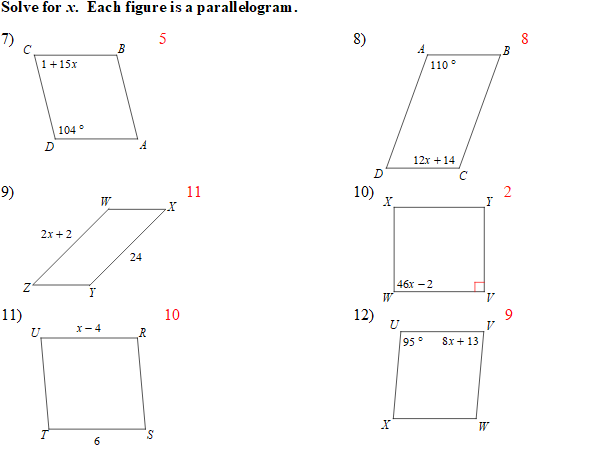 Solve for x. Each figure is a parallelogram.
7) 5
C B
1 + 15x
104 °
D A
8) 8
A B
110 °
12x + 14
D C
9) 11
W X
2x + 2
24
Z Y
10) 2
X Y
46x − 2
W V
11) 10
U x − 4 R
T S
6
12) 9
U V
95 ° 8x + 13
X W